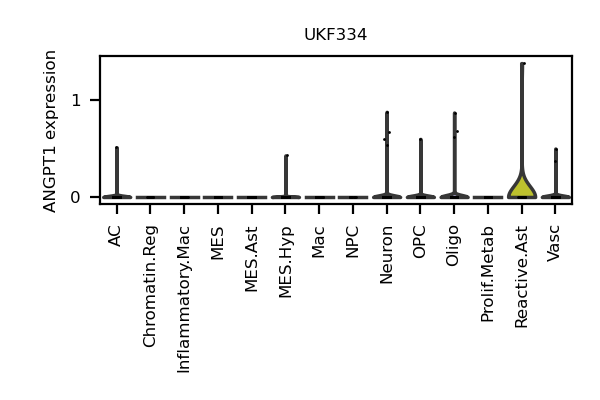 UKF334
ANGPT1 expression
1
0
AC
Chromatin.Reg
Inflammatory.Mac
MES
MES.Ast
MES.Hyp
Mac
NPC
Neuron
OPC
Oligo
Prolif.Metab
Reactive.Ast
Vasc